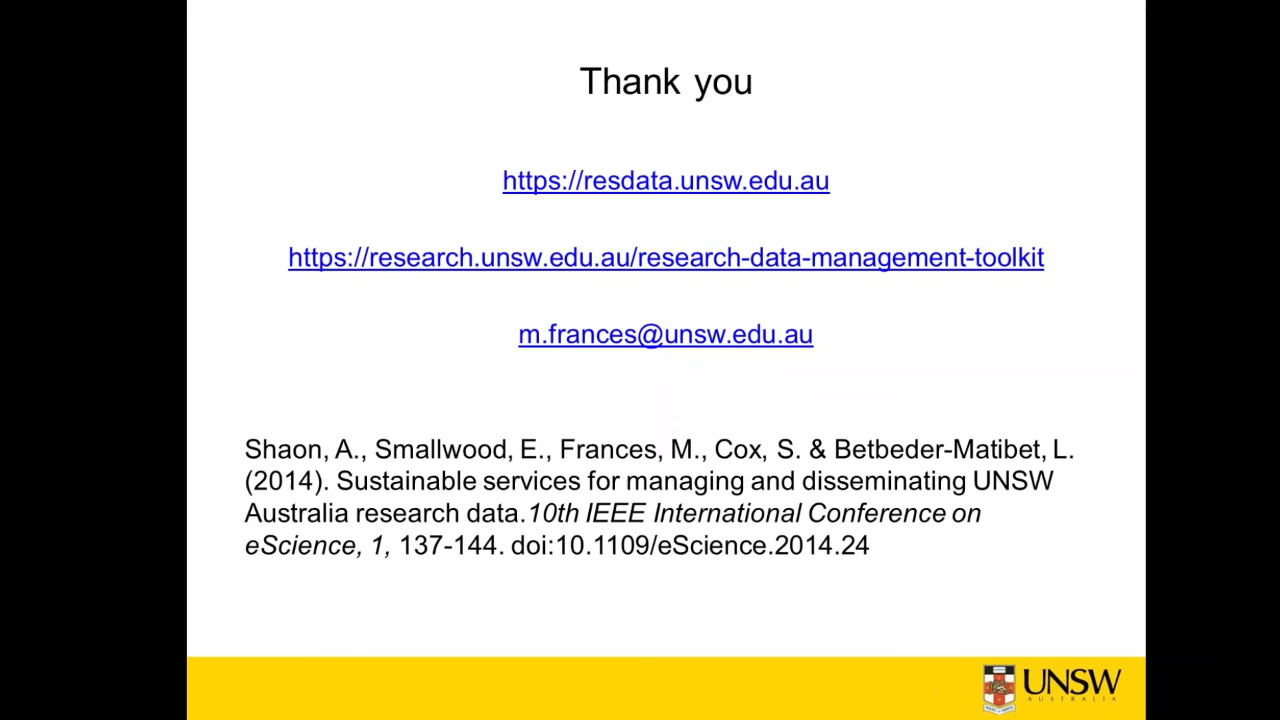 Thank you
https://resdata.unsw.edu.au
https://research.unsw.edu.au/research-data-management-toolkit
m.frances@unsw.edu.au
Shaon, A., Smallwood, E., Frances, M., Cox, S. & Betbeder-Matibet, L.
(2014). Sustainable services for managing and disseminating UNSW
Australia research data.10th IEEE International Conference on
eScience, 1, 137-144. doi:10.1109/eScience.2014.24
UNSW
AUSTRALIA